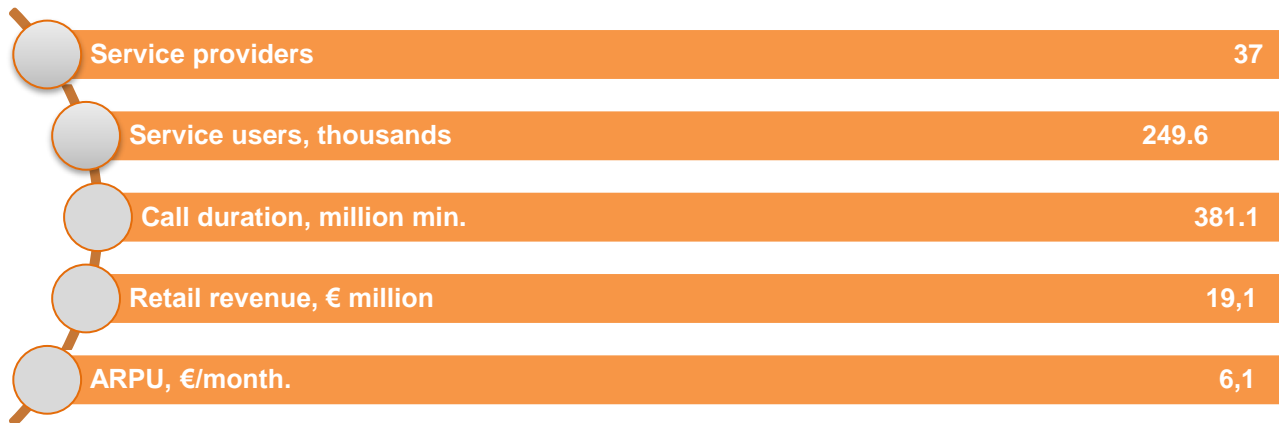 Service providers 37
Service users, thousands 249.6
Call duration, million min. 381.1
Retail revenue, € million 19,1
ARPU, €/month. 6,1